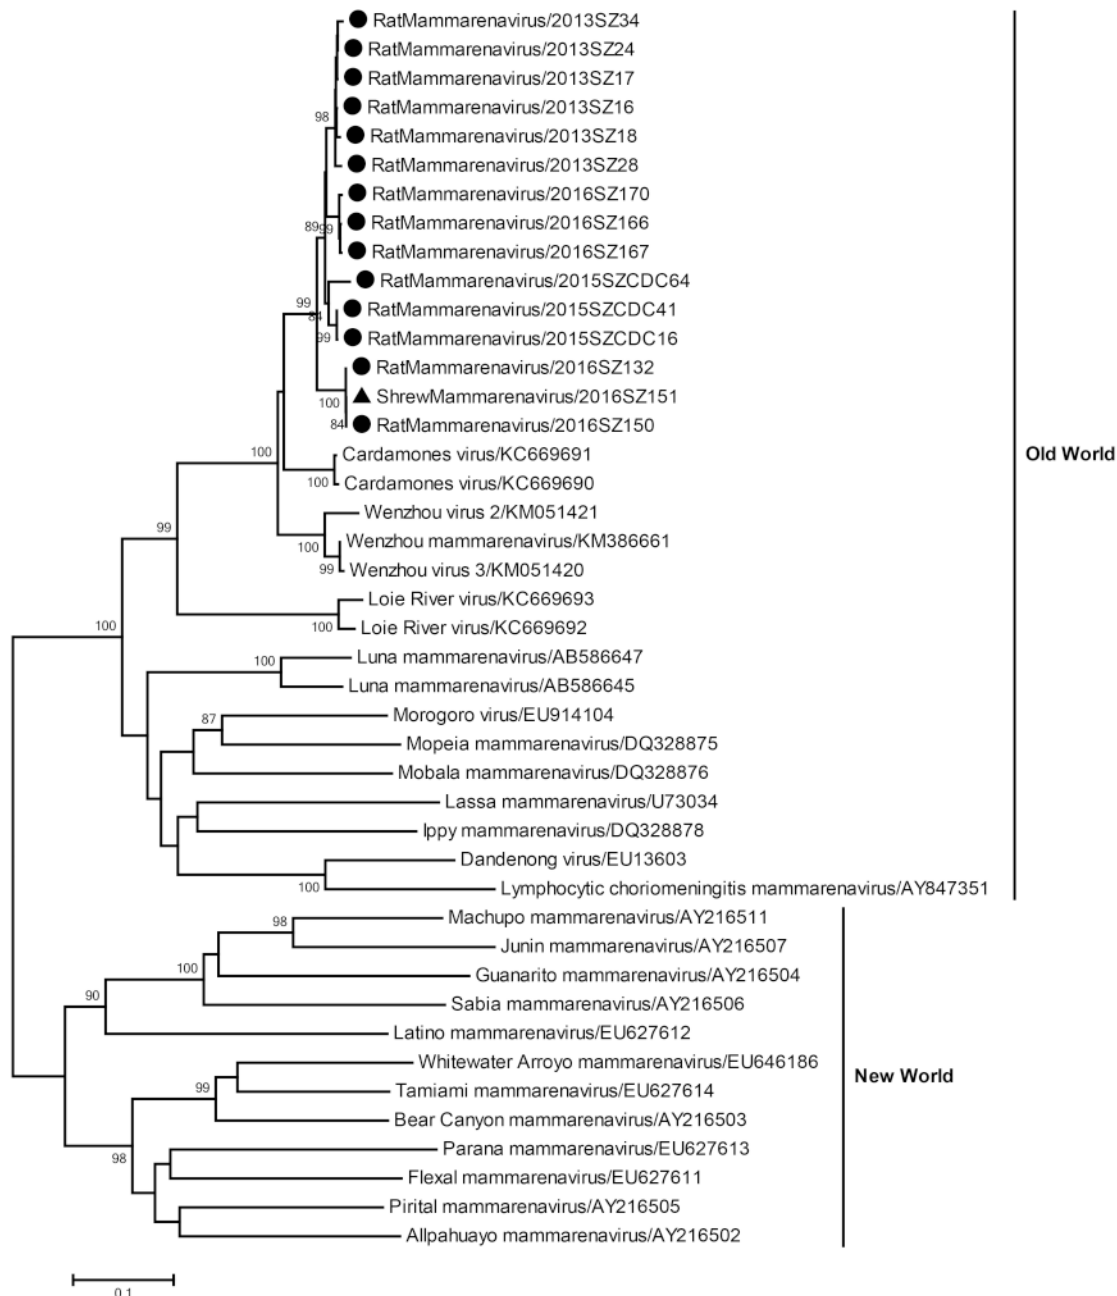 RatMammarenavirus/2013SZ34
RatMammarenavirus/2013SZ24
RatMammarenavirus/2013SZ17
RatMammarenavirus/2013SZ16
98
RatMammarenavirus/2013SZ18
RatMammarenavirus/2013SZ28
RatMammarenavirus/2016SZ170
RatMammarenavirus/2016SZ166
89
99
RatMammarenavirus/2016SZ167
RatMammarenavirus/2015SZCDC64
99
RatMammarenavirus/2015SZCDC41
84
RatMammarenavirus/2015SZCDC16
99
RatMammarenavirus/2016SZ132
ShrewMammarenavirus/2016SZ151
100
RatMammarenavirus/2016SZ150
84
Cardamones virus/KC669691
100
Old World
Cardamones virus/KC669690
100
Wenzhou virus 2/KM051421
99
Wenzhou mammarenavirus/KM386661
100
Wenzhou virus 3/KM051420
99
Loie River virus/KC669693
Loie River virus/KC669692
100
100
Luna mammarenavirus/AB586647
100
Luna mammarenavirus/AB586645
Morogoro virus/EU914104
87
Mopeia mammarenavirus/DQ328875
Mobala mammarenavirus/DQ328876
Lassa mammarenavirus/U73034
Ippy mammarenavirus/DQ328878
Dandenong virus/EU13603
Lymphocytic choriomeningitis mammarenavirus/AY847351
100
Machupo mammarenavirus/AY216511
98
Junin mammarenavirus/AY216507
Guanarito mammarenavirus/AY216504
100
Sabia mammarenavirus/AY216506
90
Latino mammarenavirus/EU627612
Whitewater Arroyo mammarenavirus/EU646186
New World
Tamiami mammarenavirus/EU627614
99
Bear Canyon mammarenavirus/AY216503
Parana mammarenavirus/EU627613
98
Flexal mammarenavirus/EU627611
Pirital mammarenavirus/AY216505
Allpahuayo mammarenavirus/AY216502
0.1